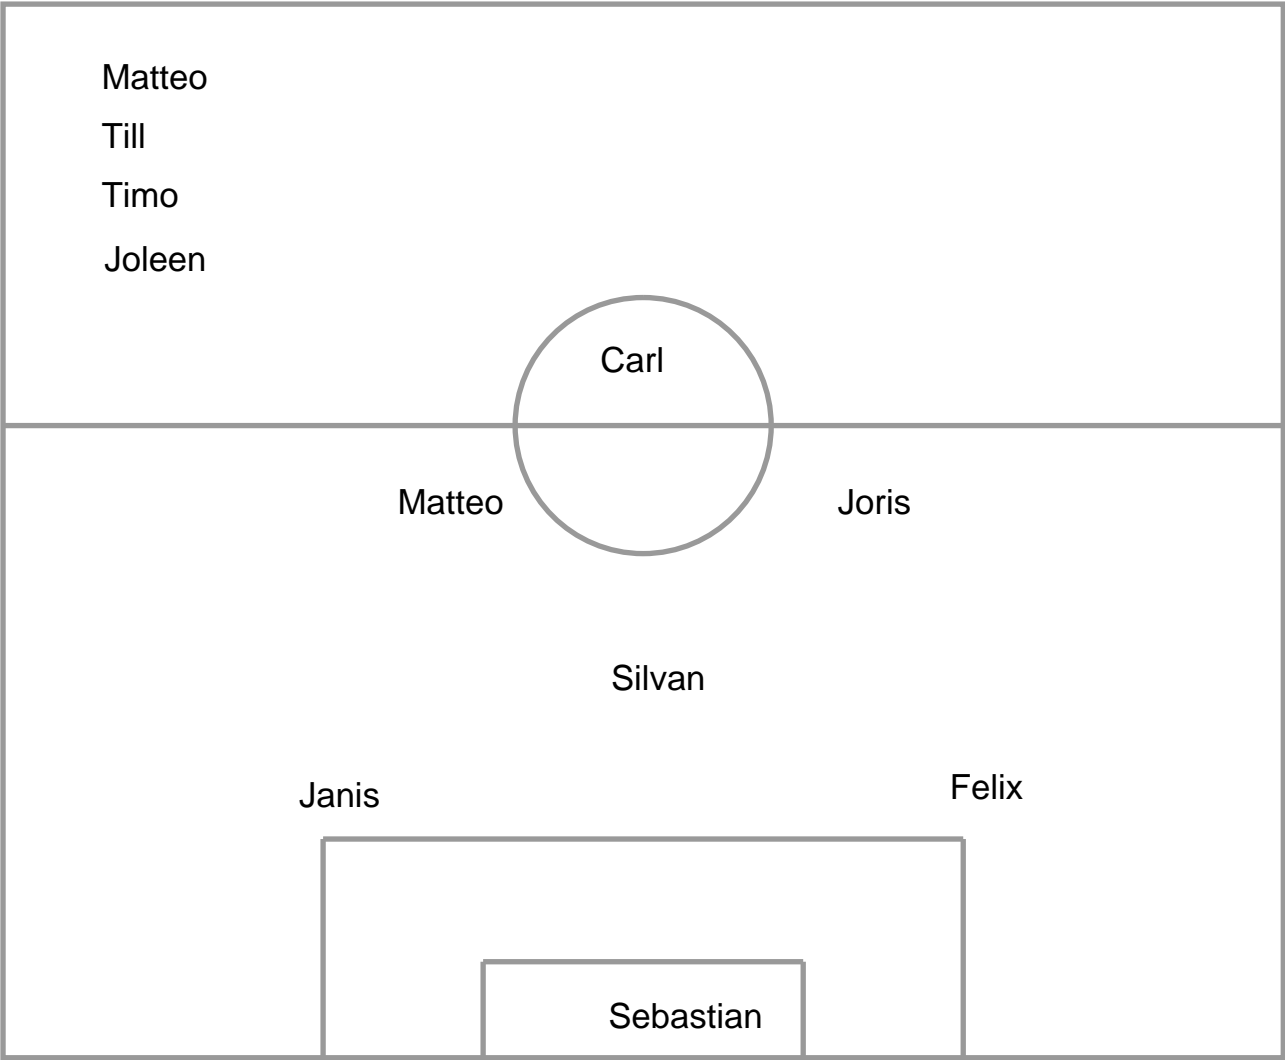 Matteo
Till
Timo
Joleen
Carl
Matteo Joris
Silvan
Janis Felix
Sebastian